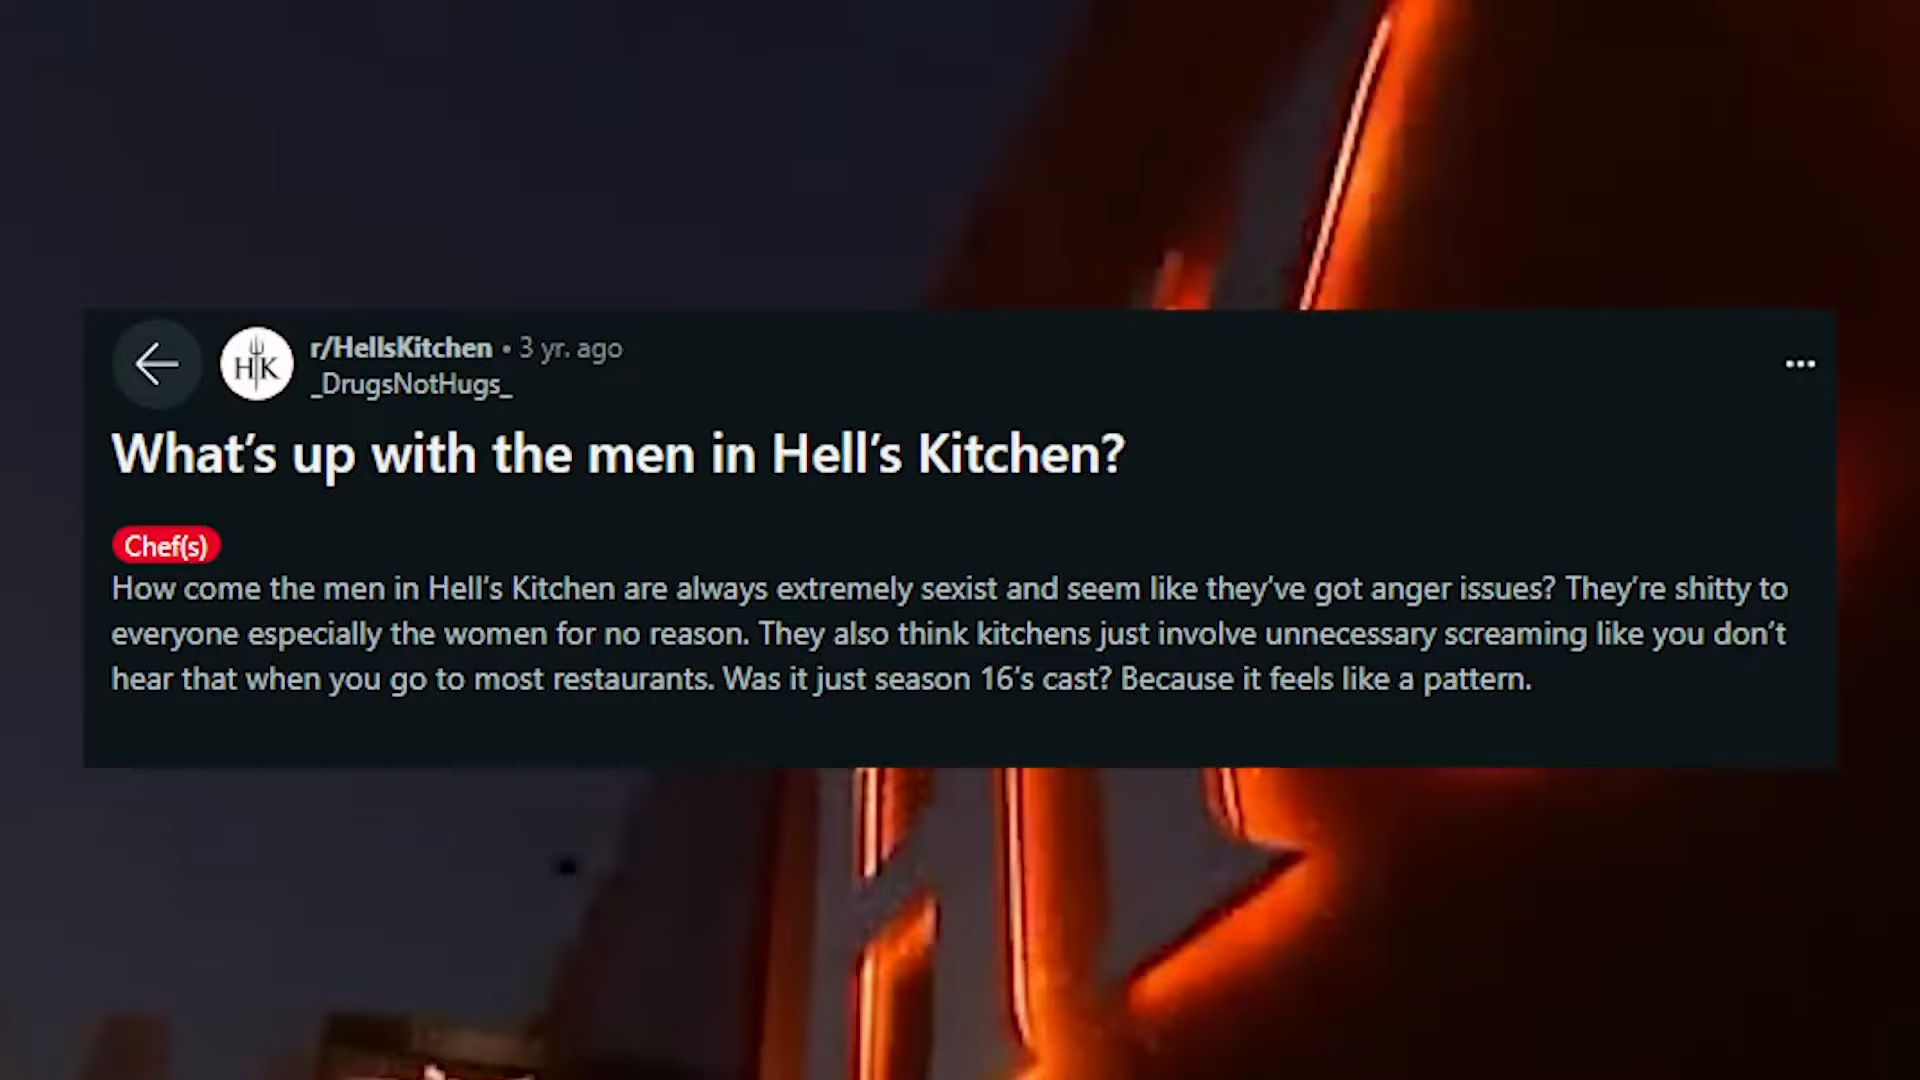 HK
r/HellsKitchen • 3 yr. ago
_DrugsNotHugs_
What’s up with the men in Hell’s Kitchen?
Chef(s)
How come the men in Hell’s Kitchen are always extremely sexist and seem like they’ve got anger issues? They’re shitty to
everyone especially the women for no reason. They also think kitchens just involve unnecessary screaming like you don’t
hear that when you go to most restaurants. Was it just season 16’s cast? Because it feels like a pattern.